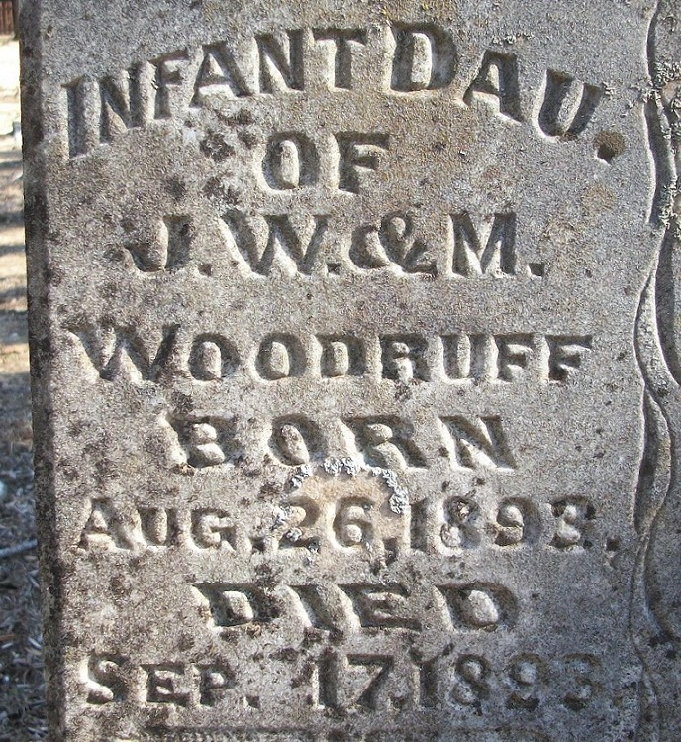 INFANT DAU.
OF
J.W. & M.
WOODRUFF
BORN
AUG. 26, 1893.
DIED
SEP. 17, 1893.